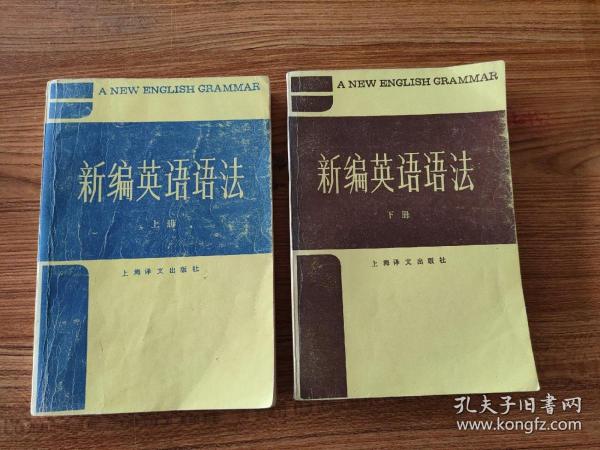 A NEW ENGLISH GRAMMAR
新编英语语法
上册
上海译文出版社
A NEW ENGLISH GRAMMAR
新编英语语法
下册
上海译文出版社
孔夫子旧书网
www.kongfz.com